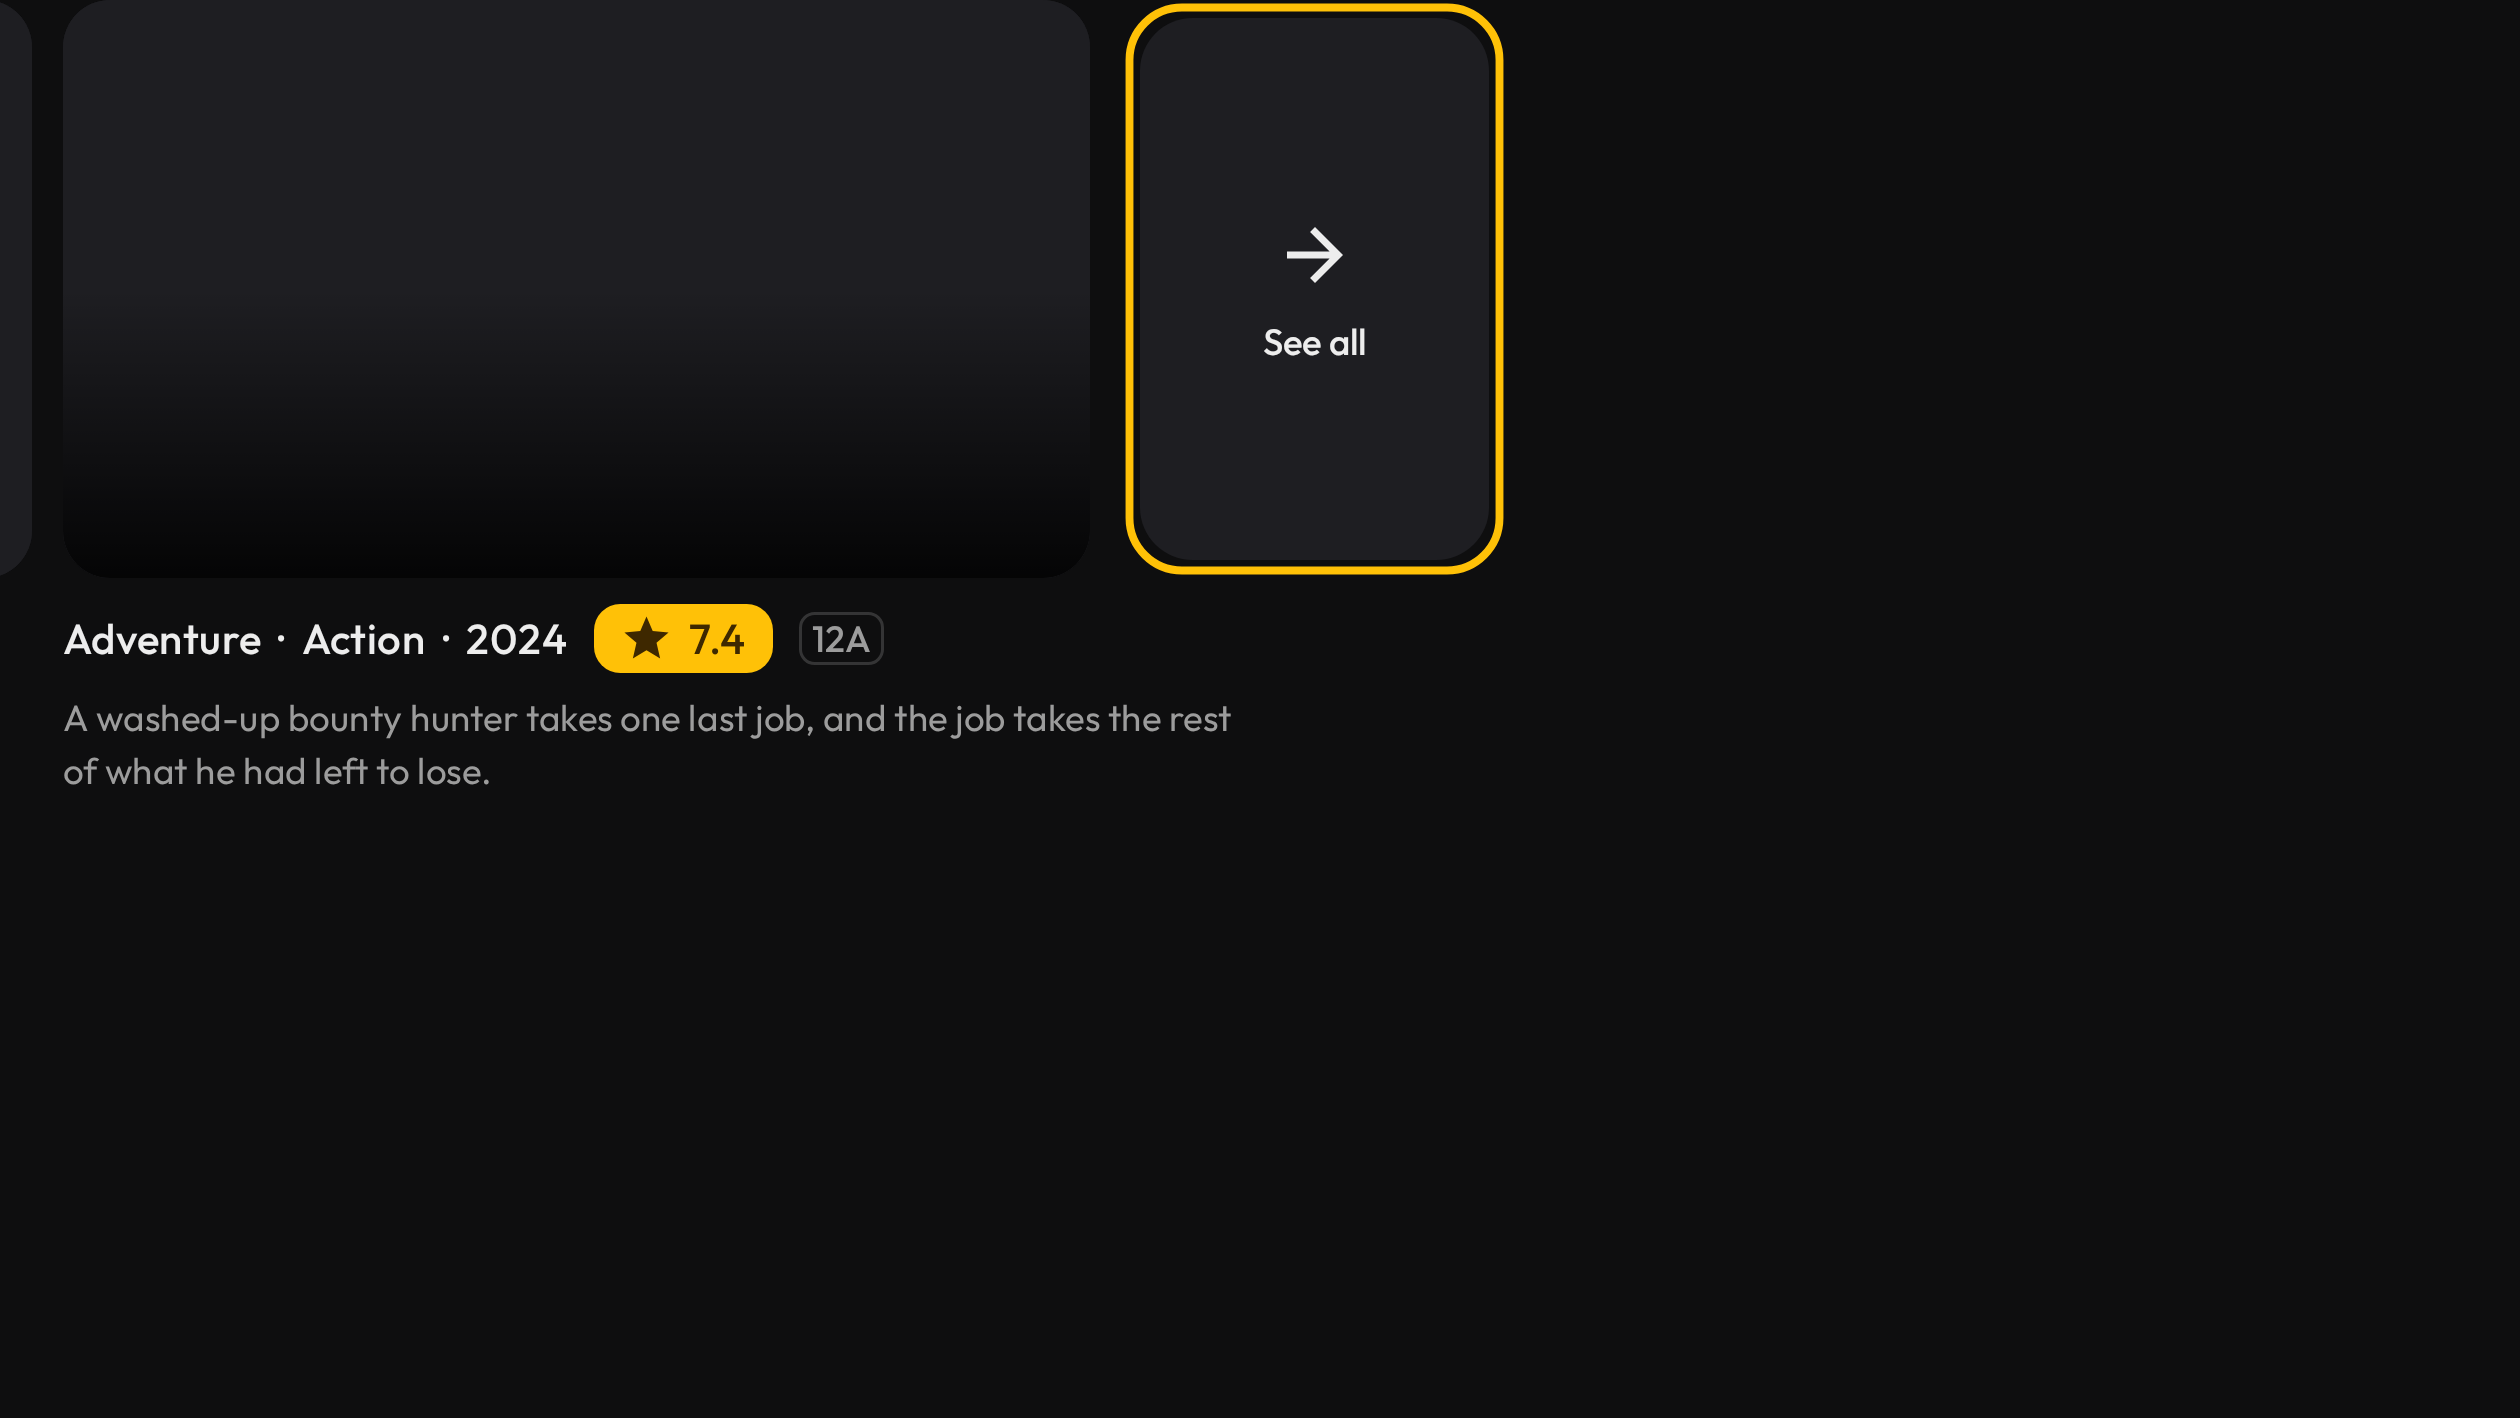 See all
Adventure · Action · 2024 7.4 12A
A washed-up bounty hunter takes one last job, and the job takes the rest
of what he had left to lose.